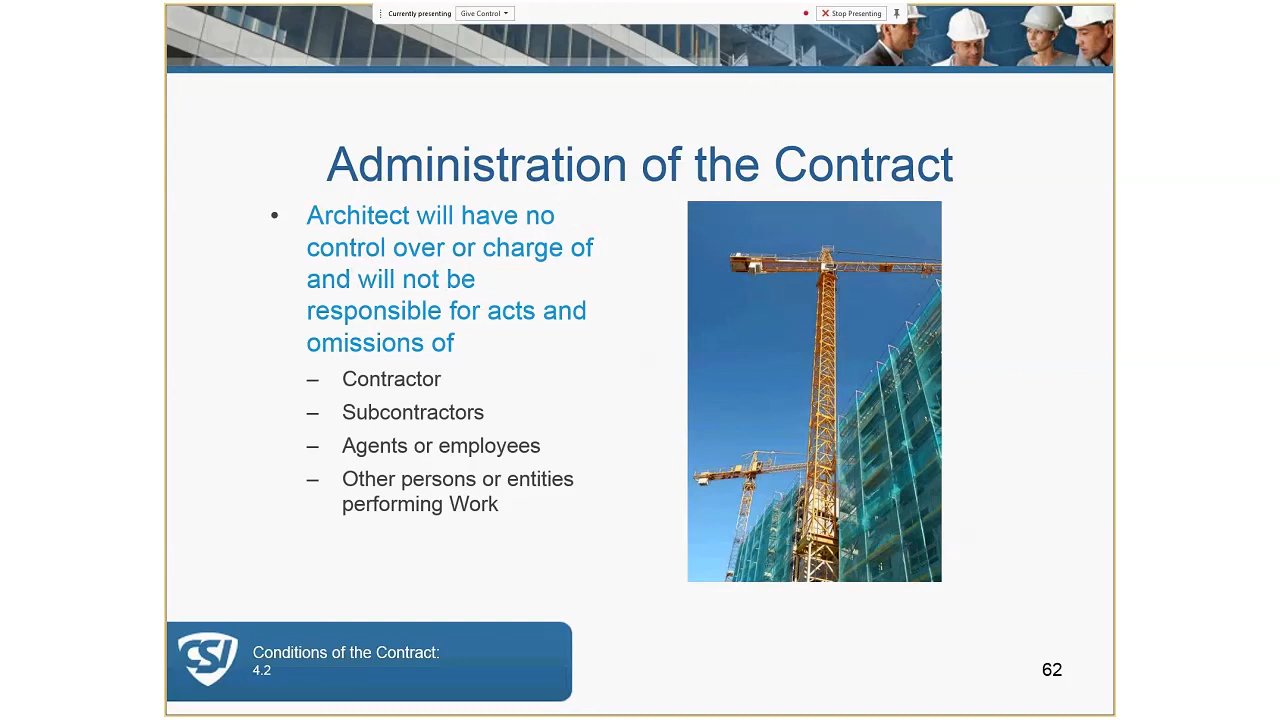 Currently presenting Give Control Stop Presenting
Administration of the Contract
• Architect will have no
control over or charge of
and will not be
responsible for acts and
omissions of
– Contractor
– Subcontractors
– Agents or employees
– Other persons or entities
performing Work
CSI
Conditions of the Contract:
4.2
62